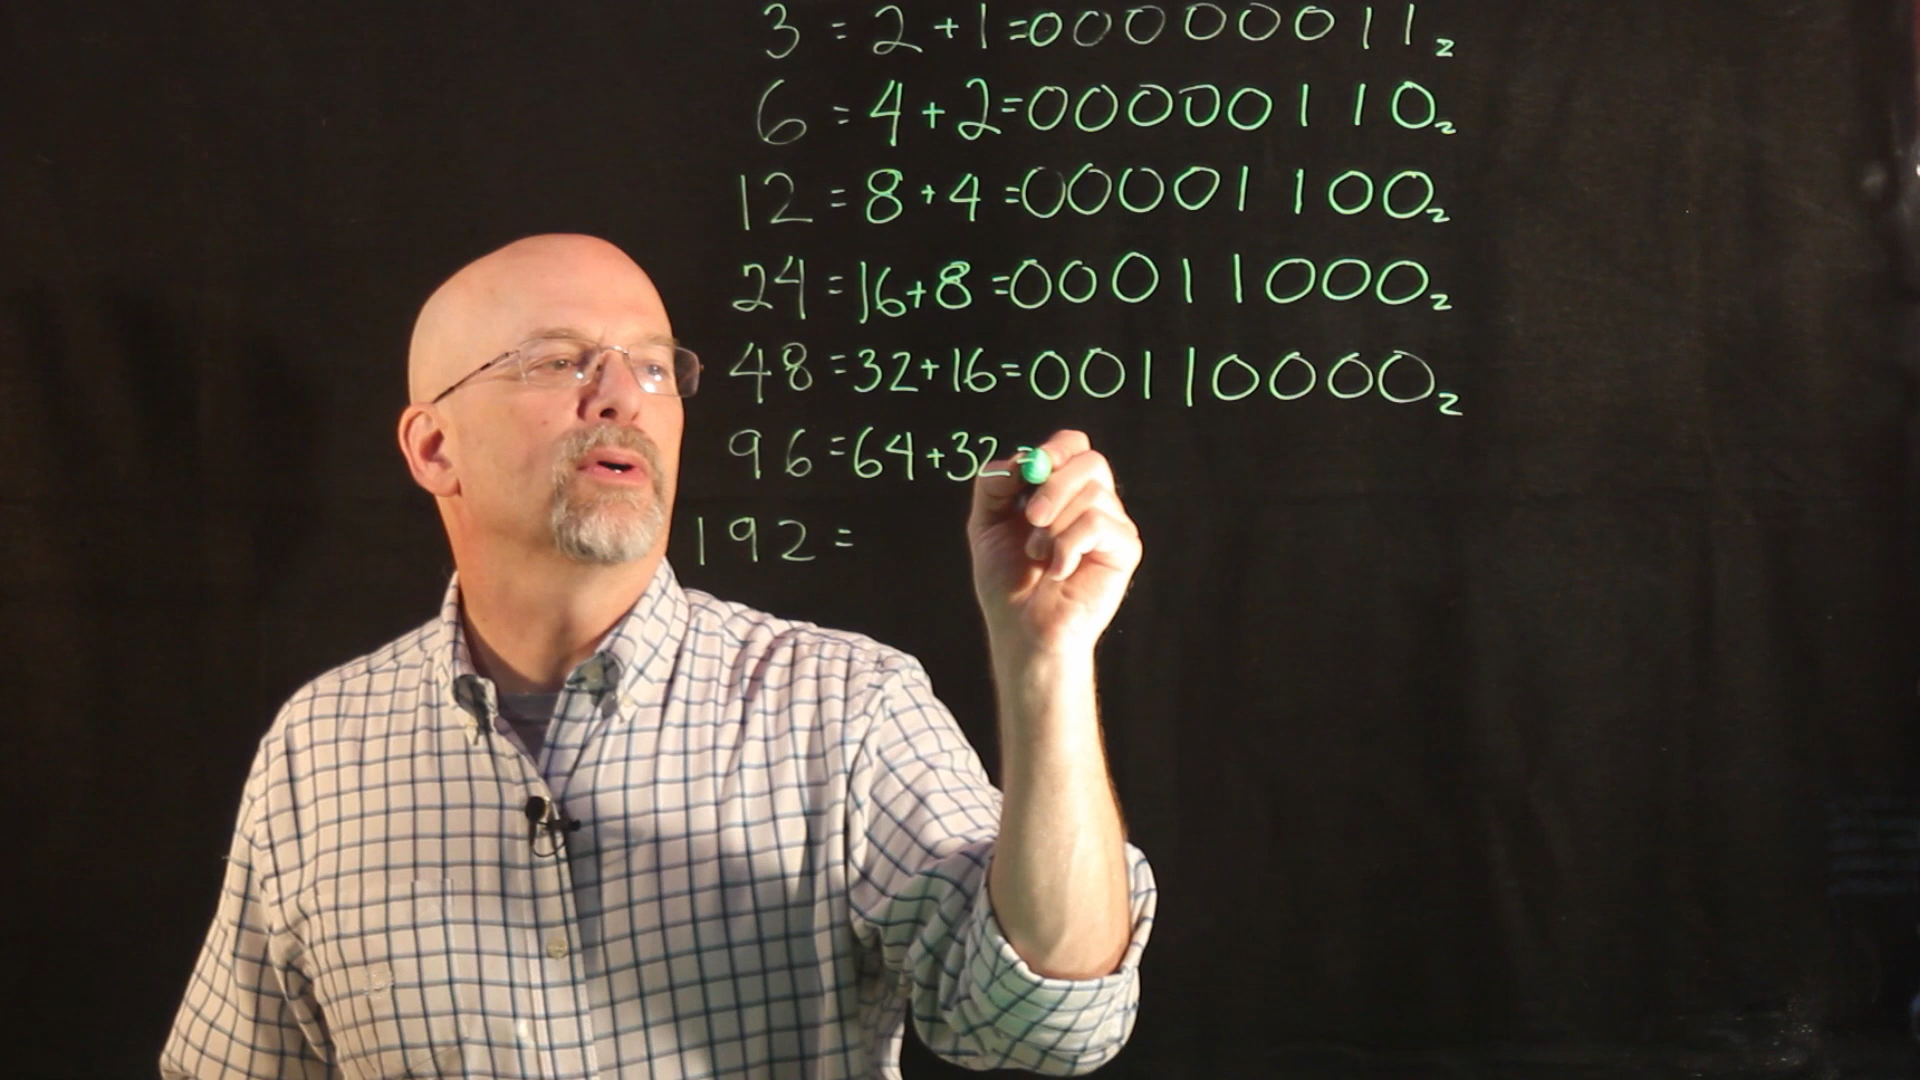 3 = 2 + 1 = 00000011₂
6 = 4 + 2 = 00000110₂
12 = 8 + 4 = 00001100₂
24 = 16 + 8 = 00011000₂
48 = 32 + 16 = 00110000₂
96 = 64 + 32 =
192 =